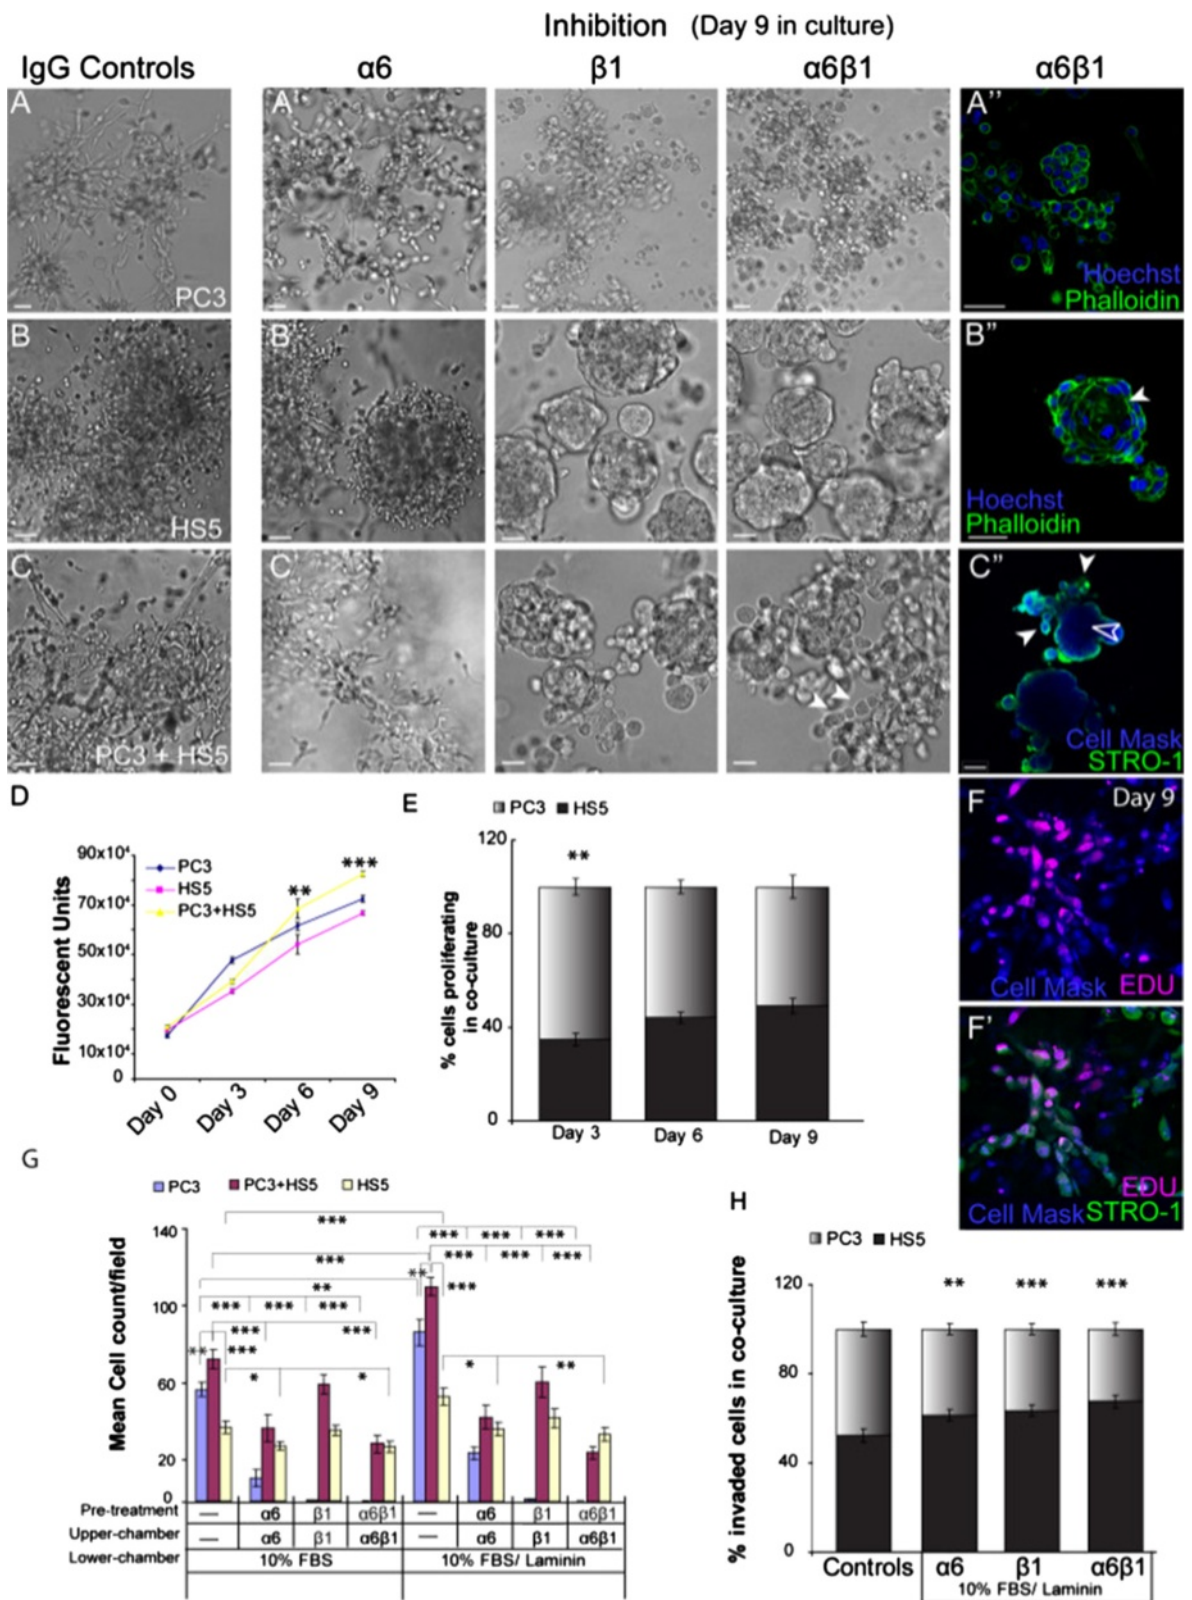 Inhibition (Day 9 in culture)
IgG Controls α6 β1 α6β1 α6β1
A A' A''
PC3
Hoechst
Phalloidin
B B' B''
HS5
Hoechst
Phalloidin
C C' C''
PC3 + HS5
Cell Mask
STRO-1
D
PC3
HS5
PC3+HS5
**
***
Fluorescent Units
90x10⁴
70x10⁴
50x10⁴
30x10⁴
10x10⁴
0
Day 0 Day 3 Day 6 Day 9
E
PC3 HS5
**
% cells proliferating
in co-culture
120
80
40
0
Day 3 Day 6 Day 9
F Day 9
Cell Mask EDU
F'
EDU
Cell Mask STRO-1
G
PC3 PC3+HS5 HS5
Mean Cell count/field
140
100
60
20
0
***
*** *** ***
*** *** *** ***
** ** ***
*** *** ***
*** ***
** ***
* * * **
Pre-treatment — α6 β1 α6β1 — α6 β1 α6β1
Upper-chamber — α6 β1 α6β1 — α6 β1 α6β1
Lower-chamber 10% FBS 10% FBS/ Laminin
H
PC3 HS5
** *** ***
% invaded cells in co-culture
120
80
40
0
Controls α6 β1 α6β1
10% FBS/ Laminin